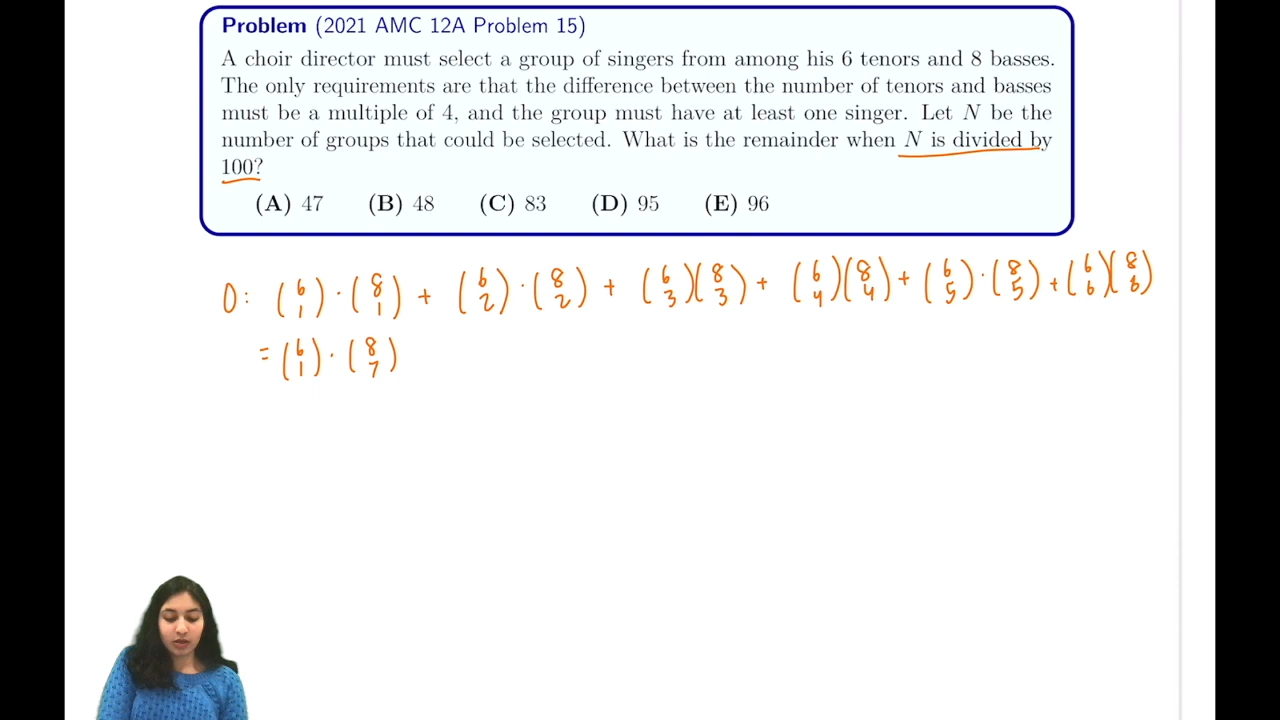 Problem (2021 AMC 12A Problem 15)
A choir director must select a group of singers from among his 6 tenors and 8 basses.
The only requirements are that the difference between the number of tenors and basses
must be a multiple of 4, and the group must have at least one singer. Let N be the
number of groups that could be selected. What is the remainder when N is divided by
100?
(A) 47 (B) 48 (C) 83 (D) 95 (E) 96
0: (6 1) · (8 1) + (6 2) · (8 2) + (6 3)(8 3) + (6 4)(8 4) + (6 5) · (8 5) + (6 6)(8 6)
= (6 1) · (8 7)